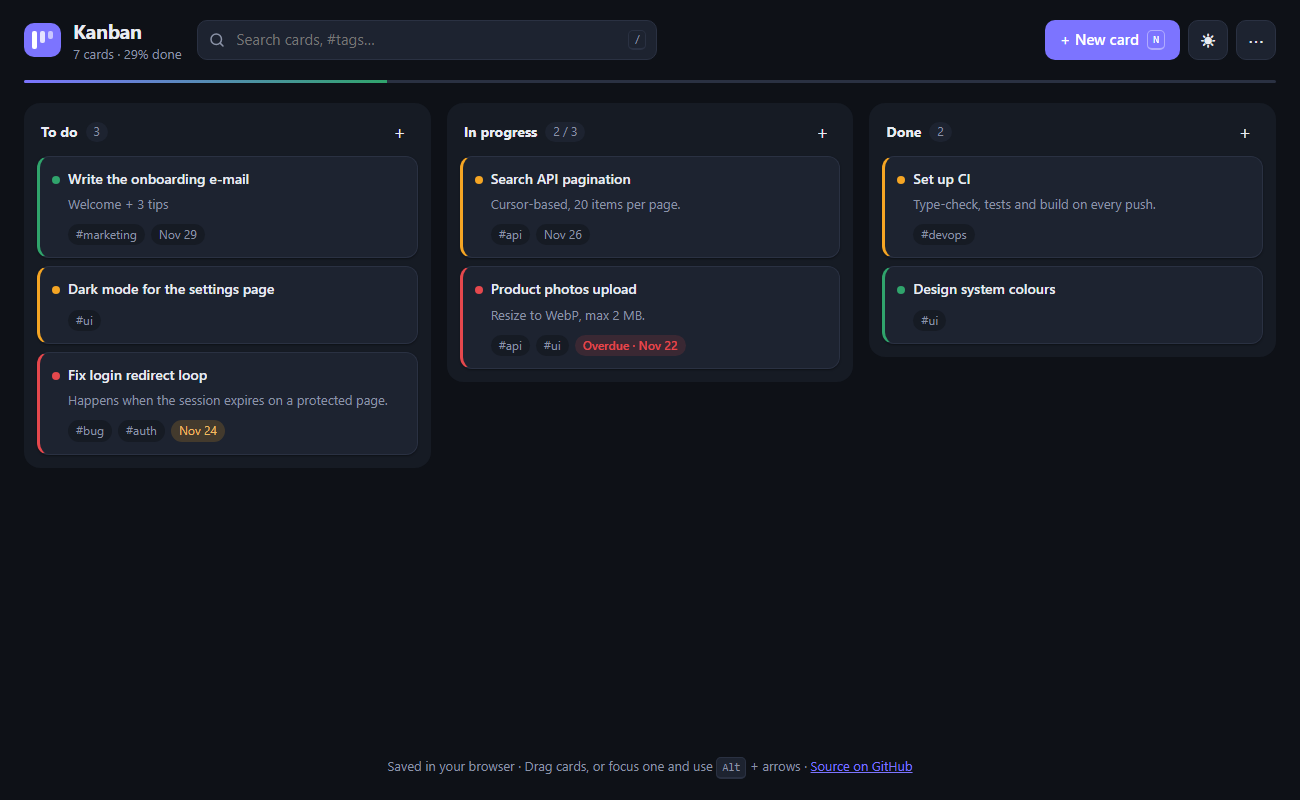 Kanban
7 cards · 29% done
Search cards, #tags...
/
+ New card N
...
To do 3 +
Write the onboarding e-mail
Welcome + 3 tips
#marketing Nov 29
Dark mode for the settings page
#ui
Fix login redirect loop
Happens when the session expires on a protected page.
#bug #auth Nov 24
In progress 2 / 3 +
Search API pagination
Cursor-based, 20 items per page.
#api Nov 26
Product photos upload
Resize to WebP, max 2 MB.
#api #ui Overdue · Nov 22
Done 2 +
Set up CI
Type-check, tests and build on every push.
#devops
Design system colours
#ui
Saved in your browser · Drag cards, or focus one and use Alt + arrows · Source on GitHub